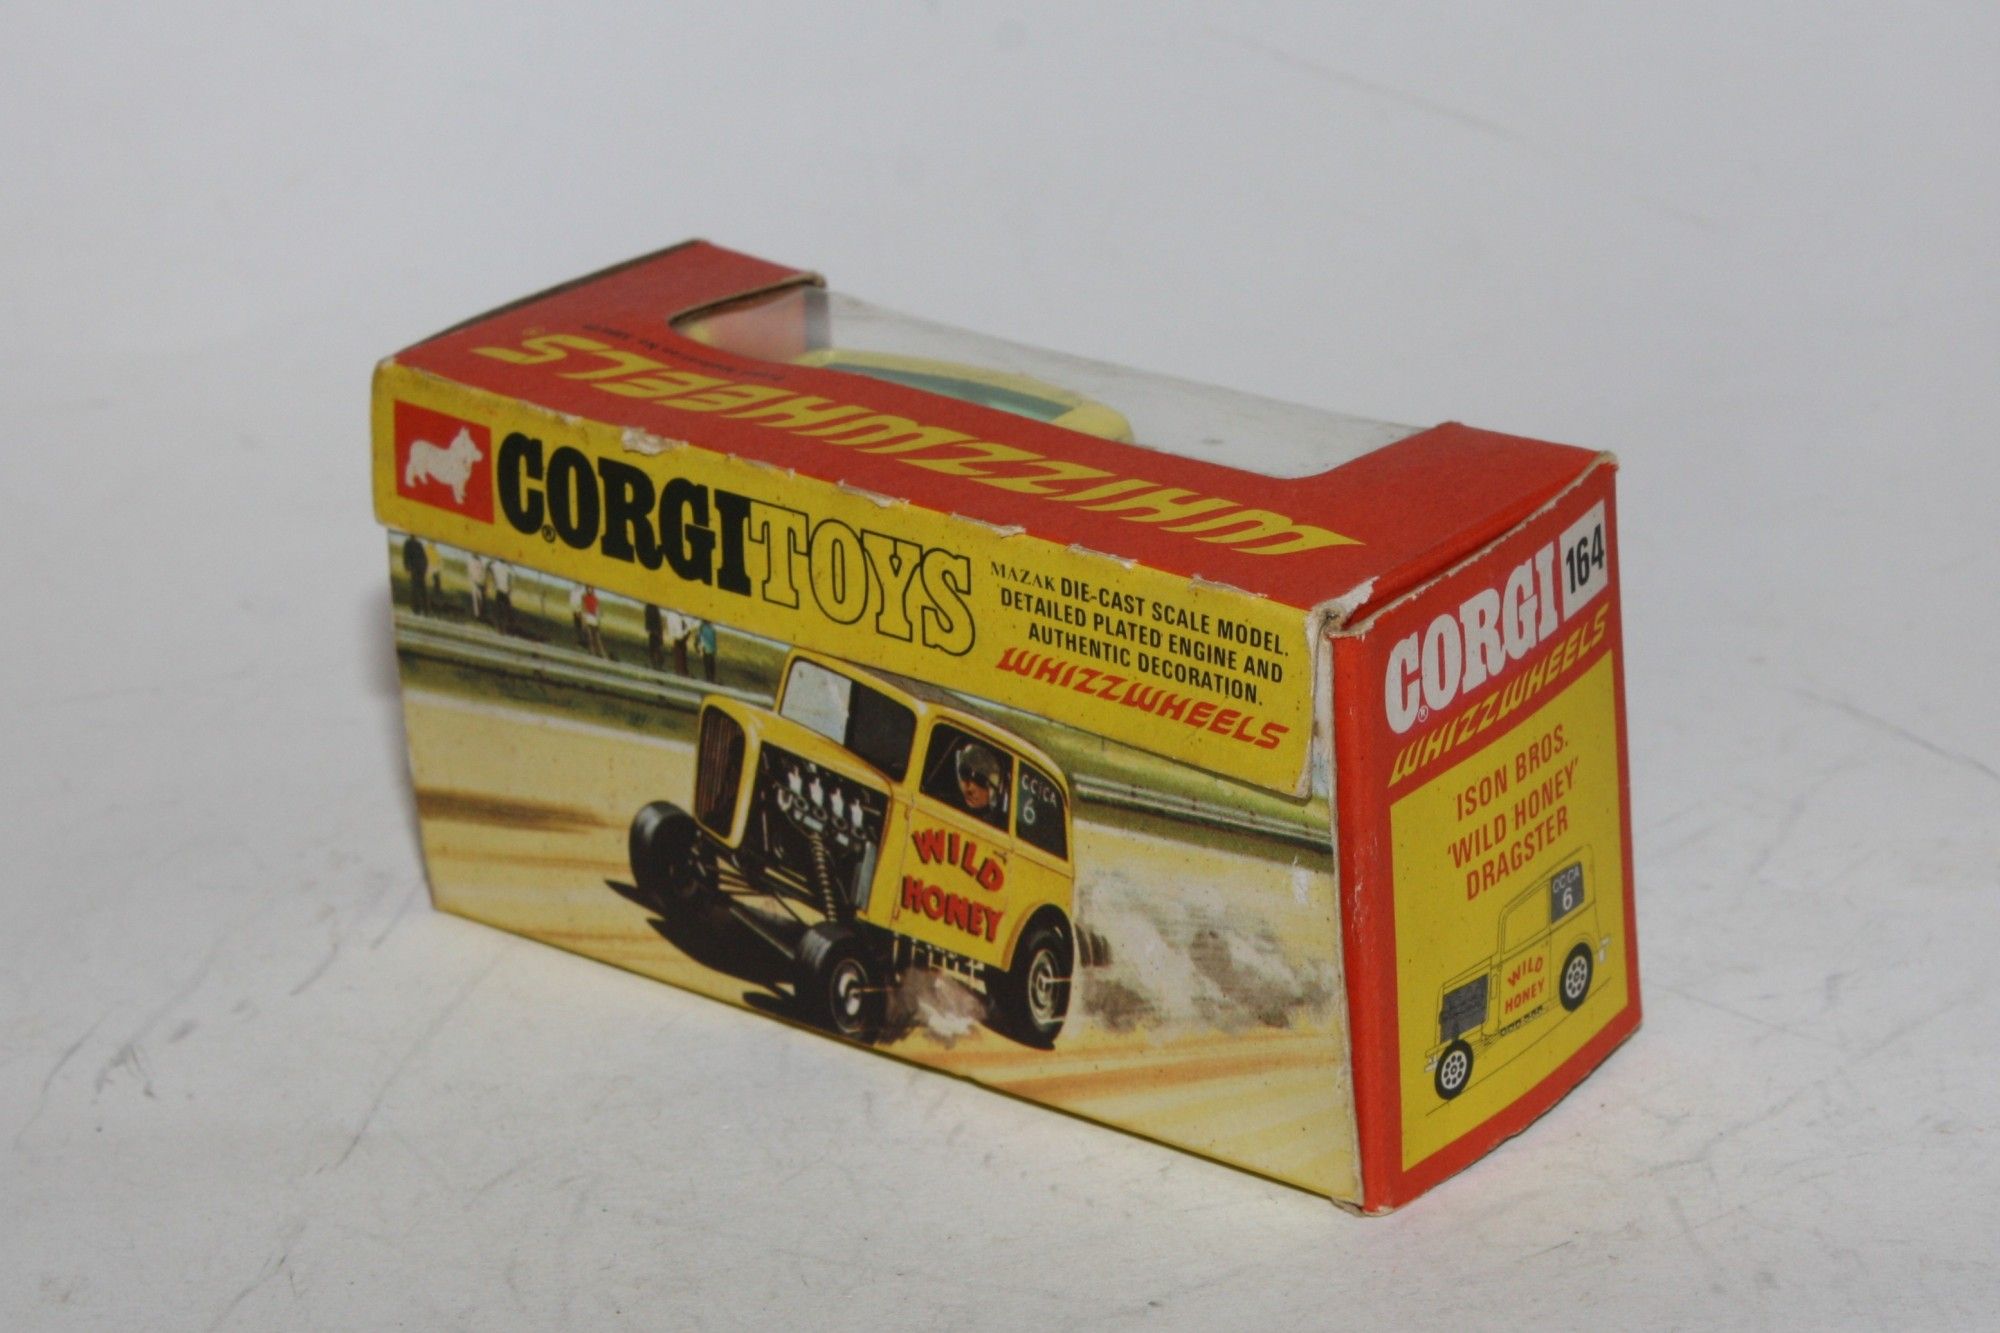 WHIZZWHEELS
CORGI TOYS
MAZAK DIE-CAST SCALE MODEL.
DETAILED PLATED ENGINE AND
AUTHENTIC DECORATION.
WHIZZWHEELS
CC/CA
6
WILD
HONEY
CORGI 164
WHIZZWHEELS
ISON BROS.
'WILD HONEY'
DRAGSTER
CC/CA
6
WILD
HONEY